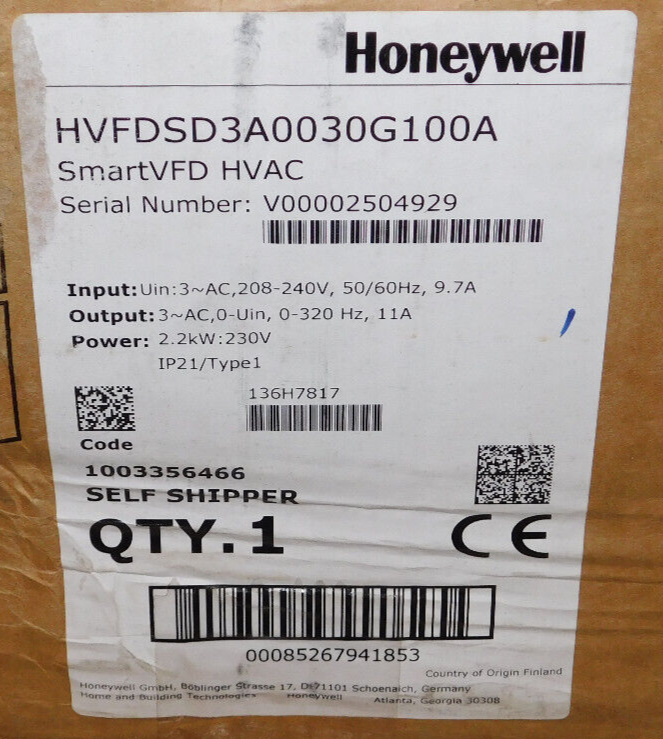 Honeywell
HVFDSD3A0030G100A
SmartVFD HVAC
Serial Number: V00002504929
Input:Uin:3~AC,208-240V, 50/60Hz, 9.7A
Output:3~AC,0-Uin, 0-320 Hz, 11A
Power: 2.2kW:230V
IP21/Type1
136H7817
Code
1003356466
SELF SHIPPER
QTY.1
CE
00085267941853
Country of Origin Finland
Honeywell GmbH, Böblinger Strasse 17, D-71101 Schoenaich, Germany
Home and Building Technologies Honeywell Atlanta, Georgia 30308